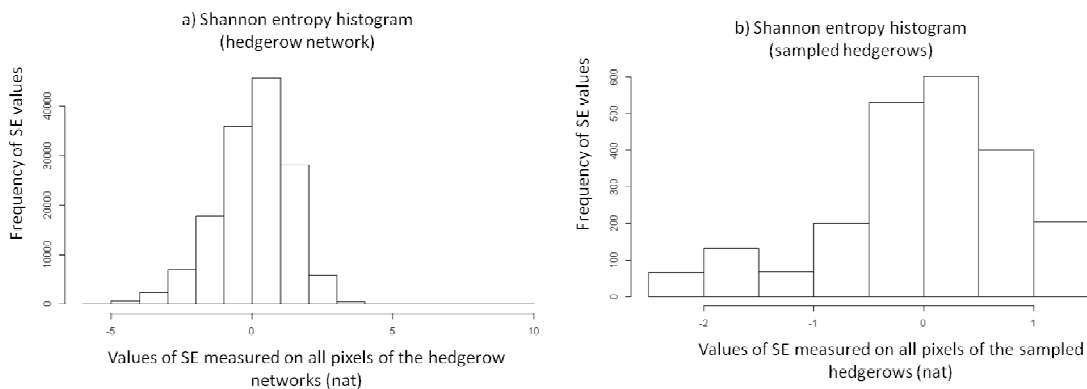 a) Shannon entropy histogram
(hedgerow network)
Frequency of SE values
40000
30000
20000
10000
0
-5
0
5
10
Values of SE measured on all pixels of the hedgerow
networks (nat)
b) Shannon entropy histogram
(sampled hedgerows)
Frequency of SE values
600
500
400
300
200
100
0
-2
-1
0
1
Values of SE measured on all pixels of the sampled
hedgerows (nat)